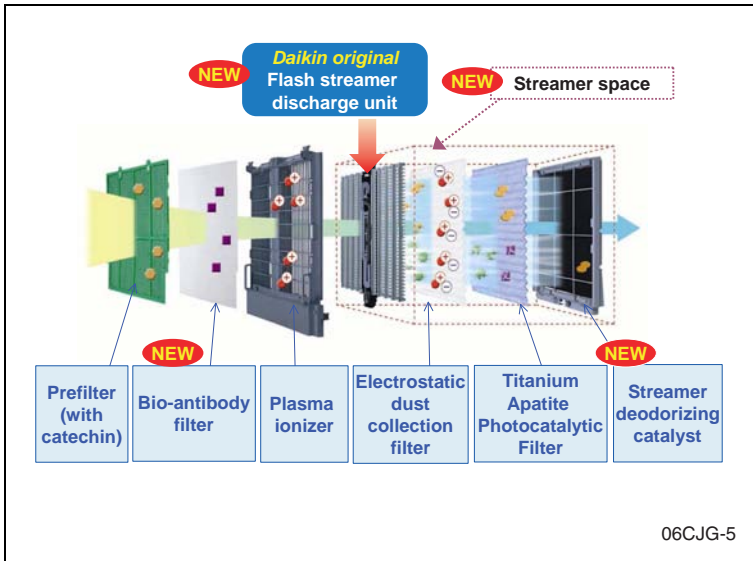 NEW
Daikin original
Flash streamer
discharge unit
NEW
Streamer space
NEW
NEW
Prefilter
(with
catechin)
Bio-antibody
filter
Plasma
ionizer
Electrostatic
dust
collection
filter
Titanium
Apatite
Photocatalytic
Filter
Streamer
deodorizing
catalyst
06CJG-5